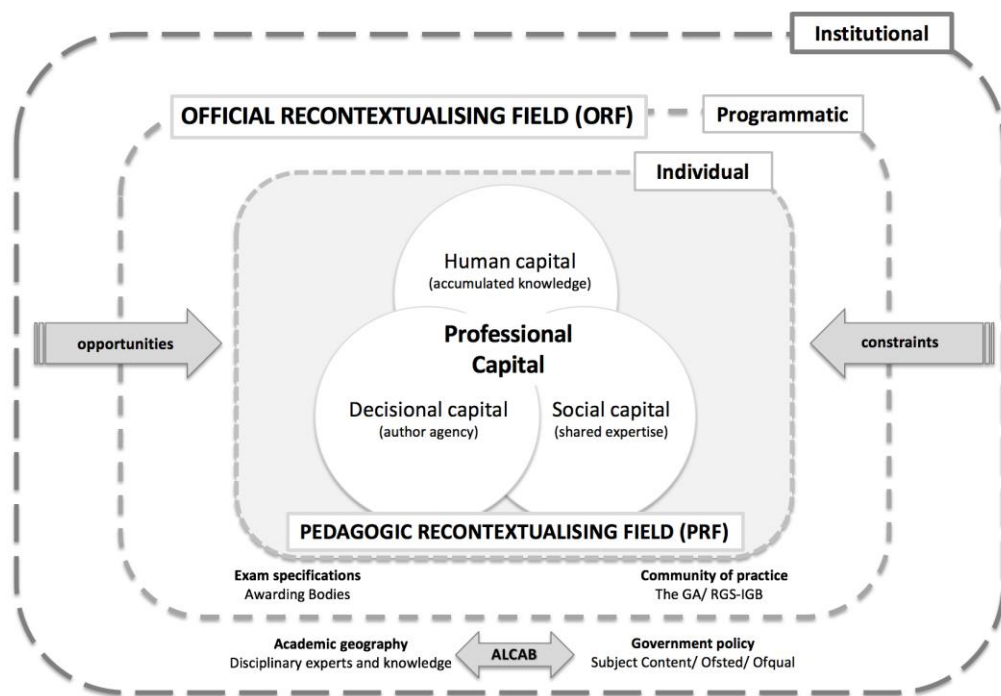 Institutional
OFFICIAL RECONTEXTUALISING FIELD (ORF)
Programmatic
Individual
Human capital
(accumulated knowledge)
opportunities
Professional
Capital
constraints
Decisional capital
(author agency)
Social capital
(shared expertise)
PEDAGOGIC RECONTEXTUALISING FIELD (PRF)
Exam specifications
Awarding Bodies
Community of practice
The GA/ RGS-IGB
Academic geography
Disciplinary experts and knowledge
ALCAB
Government policy
Subject Content/ Ofsted/ Ofqual